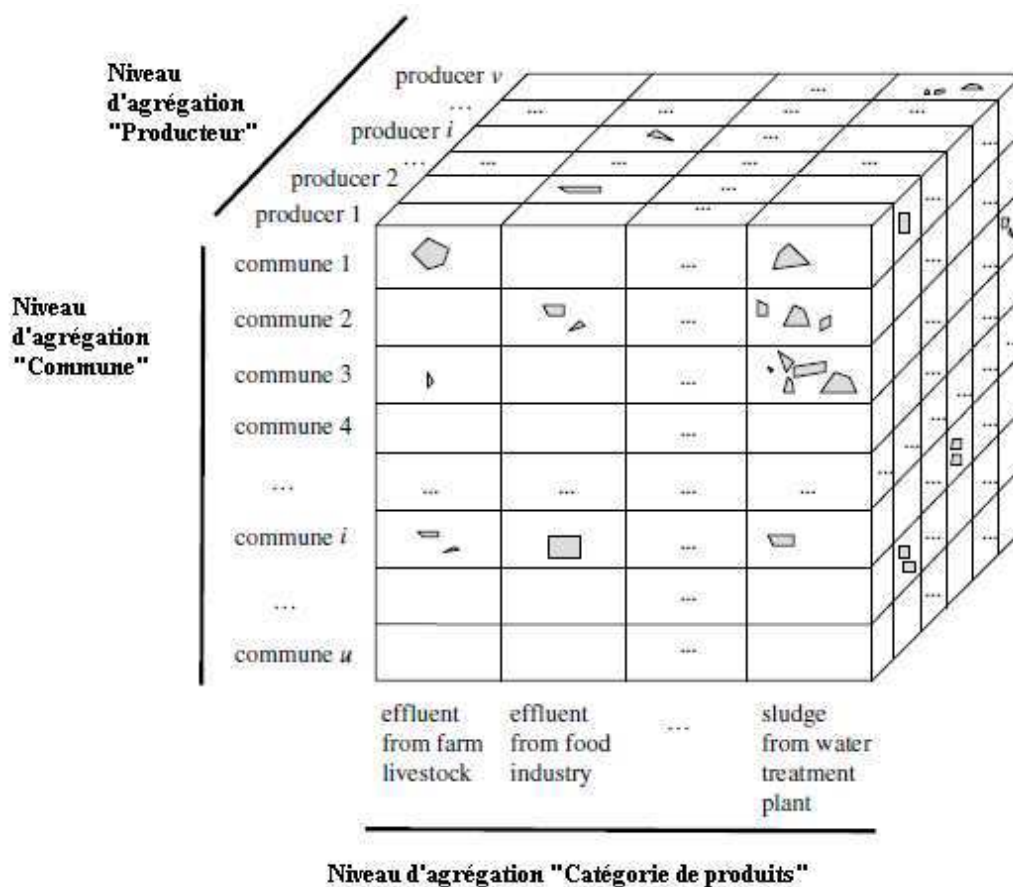 Niveau
d'agrégation
"Producteur"
producer v
...
producer i
...
producer 2
producer 1
Niveau
d'agrégation
"Commune"
commune 1
commune 2
commune 3
commune 4
...
commune i
...
commune u
effluent
from farm
livestock
effluent
from food
industry
...
sludge
from water
treatment
plant
Niveau d'agrégation "Catégorie de produits"